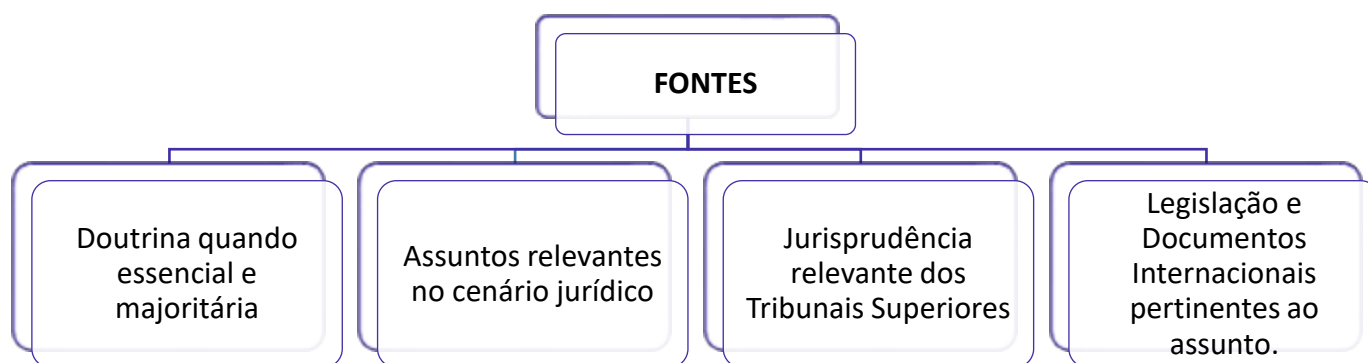 FONTES
Doutrina quando
essencial e
majoritária
Assuntos relevantes
no cenário jurídico
Jurisprudência
relevante dos
Tribunais Superiores
Legislação e
Documentos
Internacionais
pertinentes ao
assunto.